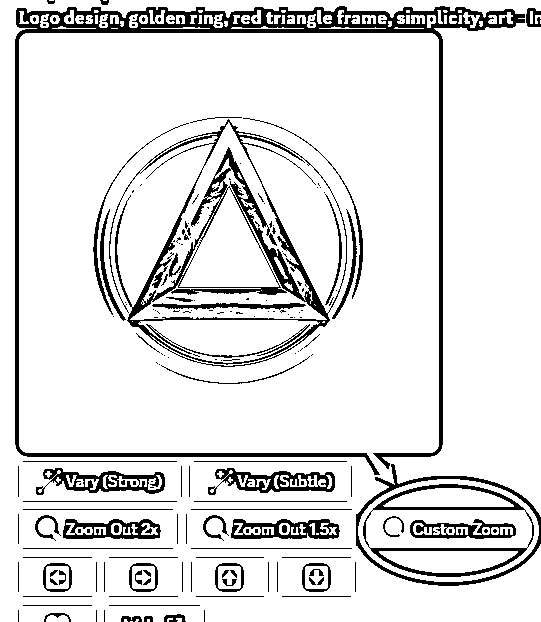 Logo design, golden ring, red triangle frame, simplicity, art -
Vary (Strong) Vary (Subtle)
Zoom Out 2x Zoom Out 1.5x Custom Zoom